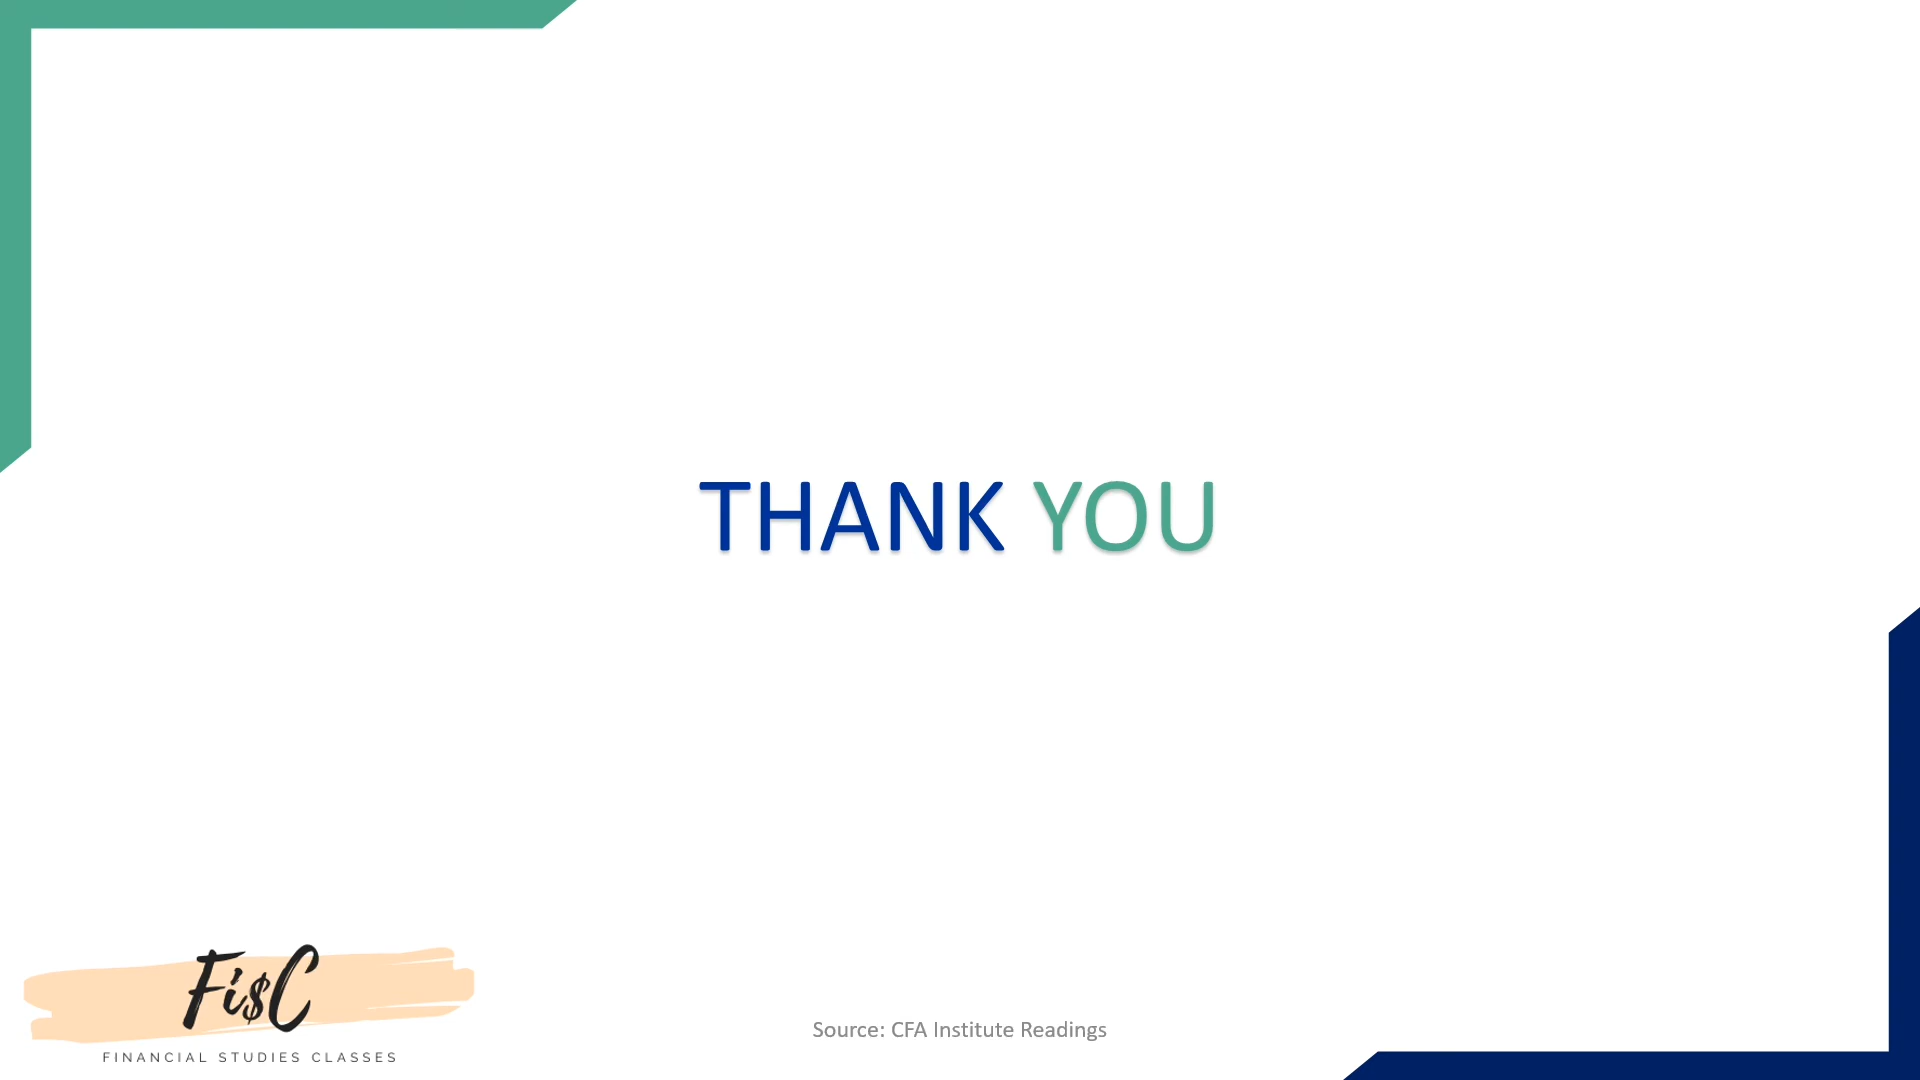 THANK YOU
Fi$C
FINANCIAL STUDIES CLASSES
Source: CFA Institute Readings